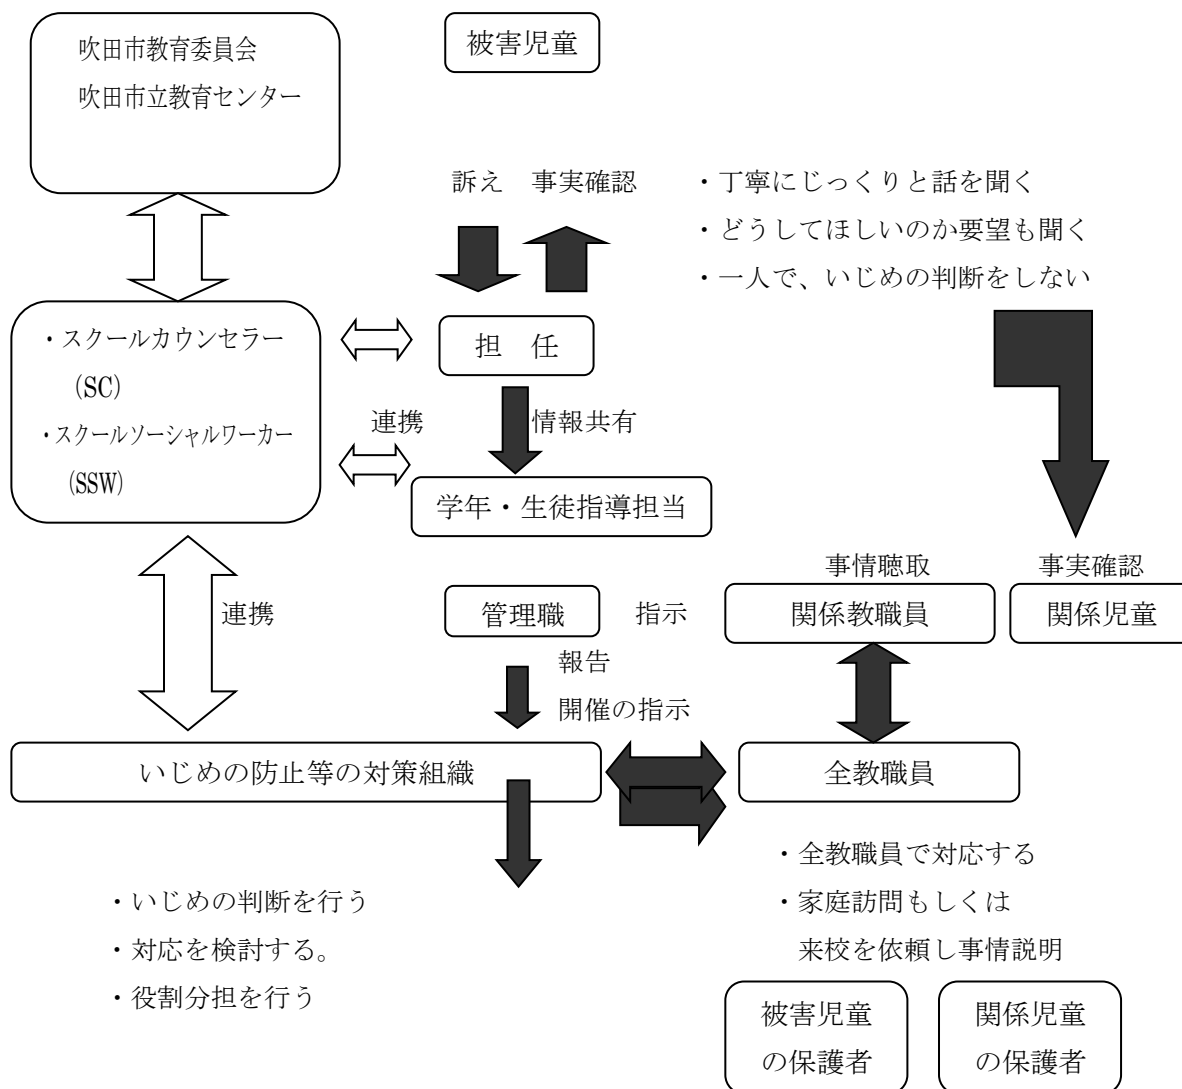 吹田市教育委員会
吹田市立教育センター
被害児童
訴え 事実確認
・丁寧にじっくりと話を聞く
・どうしてほしいのか要望も聞く
・一人で、いじめの判断をしない
・スクールカウンセラー
(SC)
・スクールソーシャルワーカー
(SSW)
担 任
連携
情報共有
学年・生徒指導担当
事情聴取
事実確認
連携
管理職
指示
関係教職員
関係児童
報告
開催の指示
いじめの防止等の対策組織
全教職員
・いじめの判断を行う
・対応を検討する。
・役割分担を行う
・全教職員で対応する
・家庭訪問もしくは
来校を依頼し事情説明
被害児童
の保護者
関係児童
の保護者